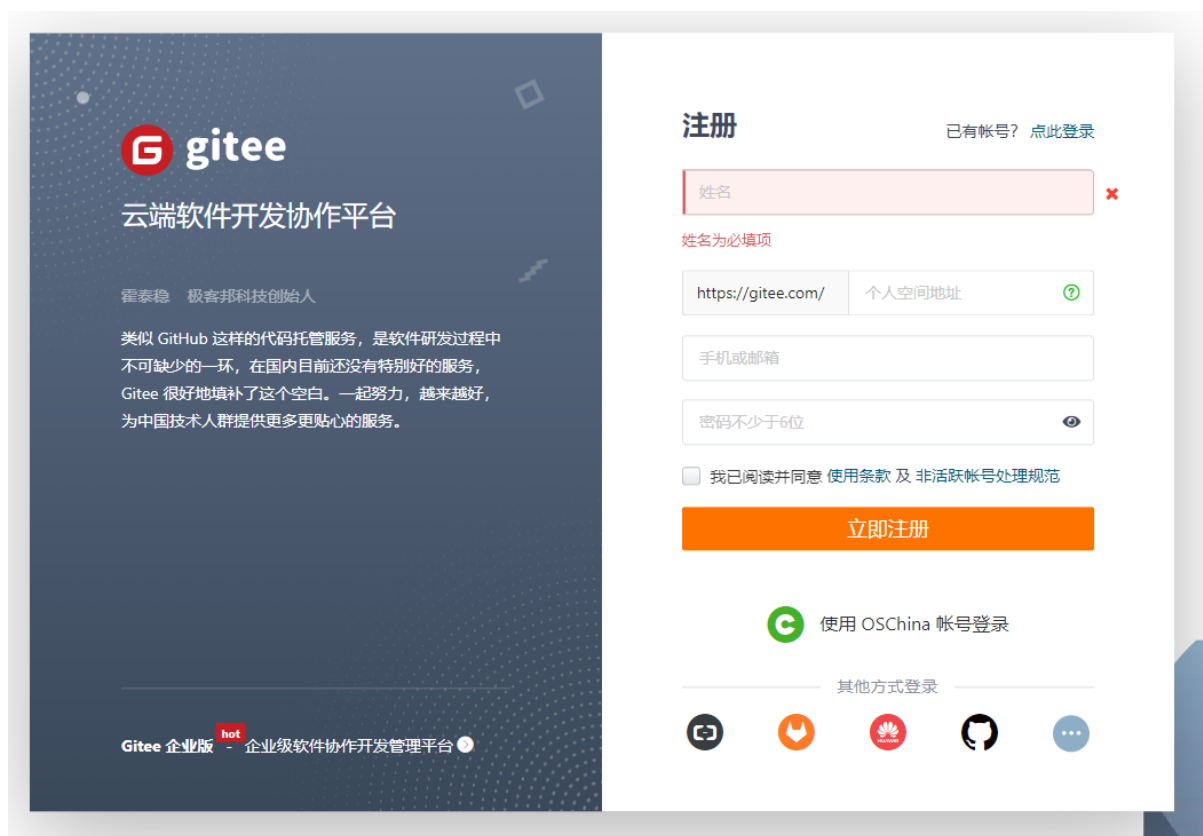 gitee
云端软件开发协作平台
霍泰稳 极客邦科技创始人
类似 GitHub 这样的代码托管服务，是软件研发过程中
不可缺少的一环，在国内目前还没有特别好的服务，
Gitee 很好地填补了这个空白。一起努力，越来越好，
为中国技术人群提供更多更贴心的服务。
Gitee 企业版 hot - 企业级软件协作开发管理平台
注册
已有帐号？ 点此登录
姓名
姓名为必填项
https://gitee.com/ 个人空间地址
手机或邮箱
密码不少于6位
我已阅读并同意 使用条款 及 非活跃帐号处理规范
立即注册
使用 OSChina 帐号登录
其他方式登录
HUAWEI